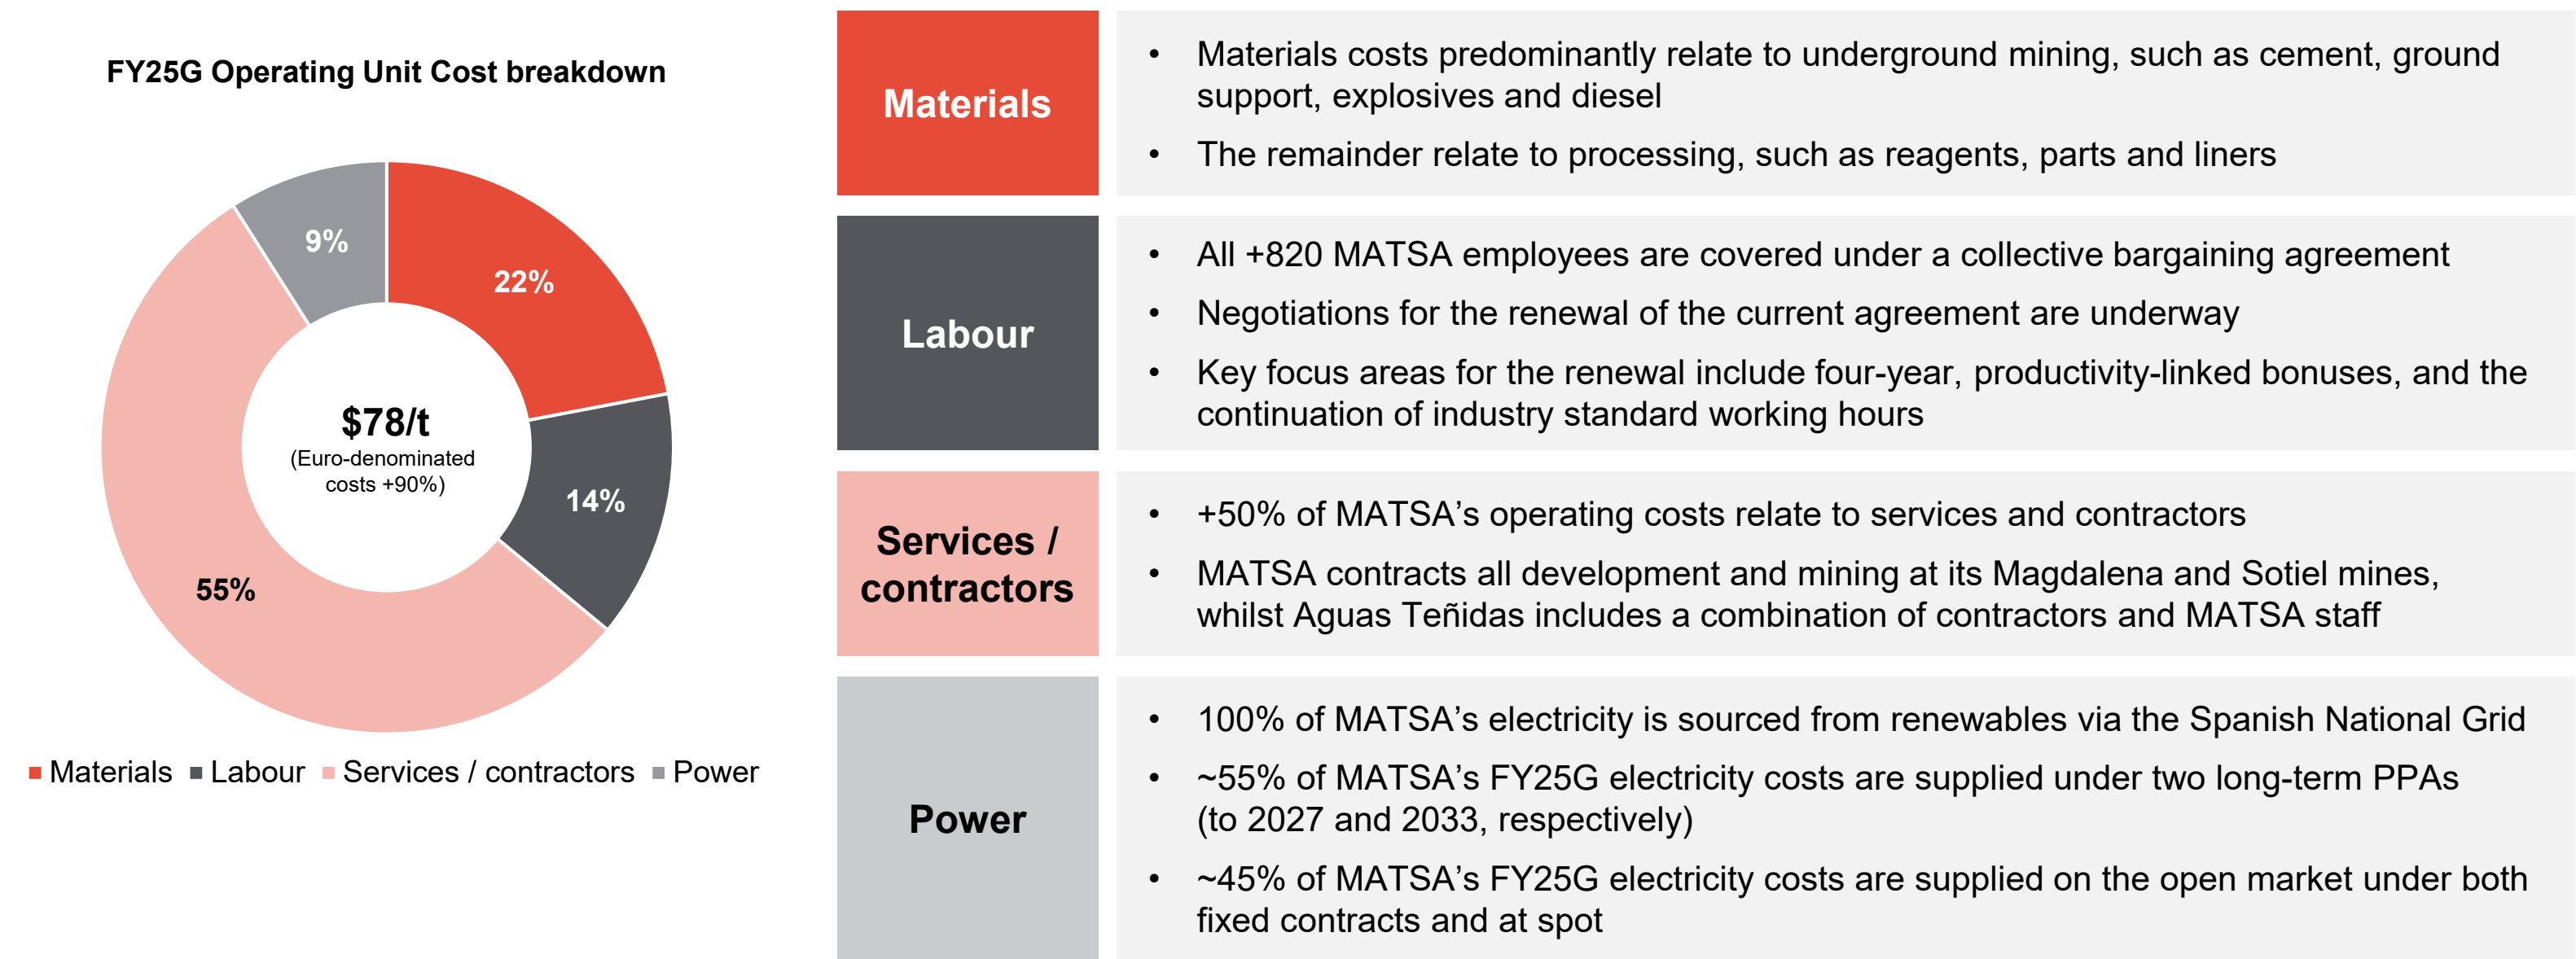 FY25G Operating Unit Cost breakdown
9%
22%
$78/t
(Euro-denominated
costs +90%)
14%
55%
Materials Labour Services / contractors Power
Materials
• Materials costs predominantly relate to underground mining, such as cement, ground
support, explosives and diesel
• The remainder relate to processing, such as reagents, parts and liners
Labour
• All +820 MATSA employees are covered under a collective bargaining agreement
• Negotiations for the renewal of the current agreement are underway
• Key focus areas for the renewal include four-year, productivity-linked bonuses, and the
continuation of industry standard working hours
Services /
contractors
• +50% of MATSA’s operating costs relate to services and contractors
• MATSA contracts all development and mining at its Magdalena and Sotiel mines,
whilst Aguas Teñidas includes a combination of contractors and MATSA staff
Power
• 100% of MATSA’s electricity is sourced from renewables via the Spanish National Grid
• ~55% of MATSA’s FY25G electricity costs are supplied under two long-term PPAs
(to 2027 and 2033, respectively)
• ~45% of MATSA’s FY25G electricity costs are supplied on the open market under both
fixed contracts and at spot